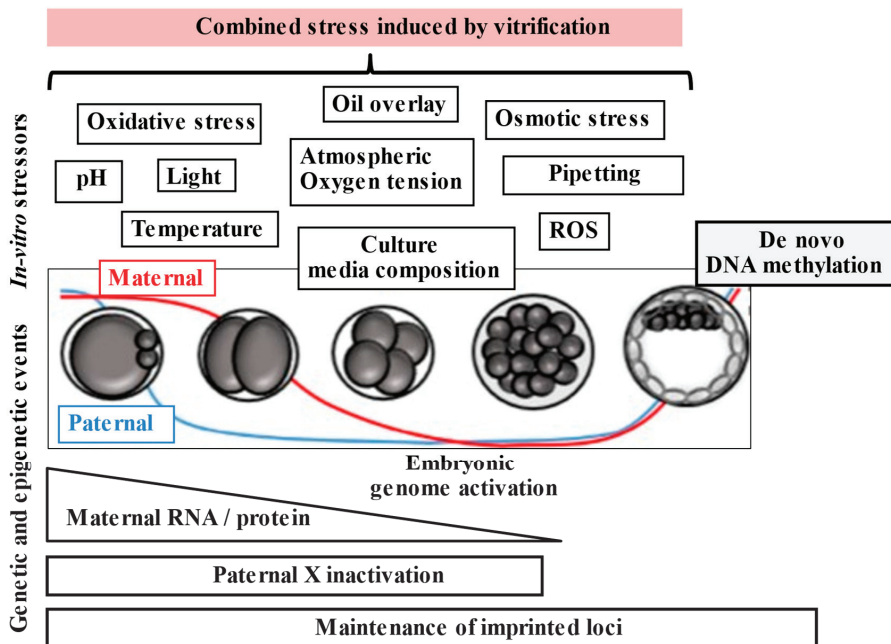 Combined stress induced by vitrification
Oil overlay
Oxidative stress
Osmotic stress
Atmospheric
Oxygen tension
pH
Light
Pipetting
Temperature
ROS
Culture
media composition
De novo
DNA methylation
In-vitro stressors
Maternal
Paternal
Genetic and epigenetic events
Embryonic
genome activation
Maternal RNA / protein
Paternal X inactivation
Maintenance of imprinted loci